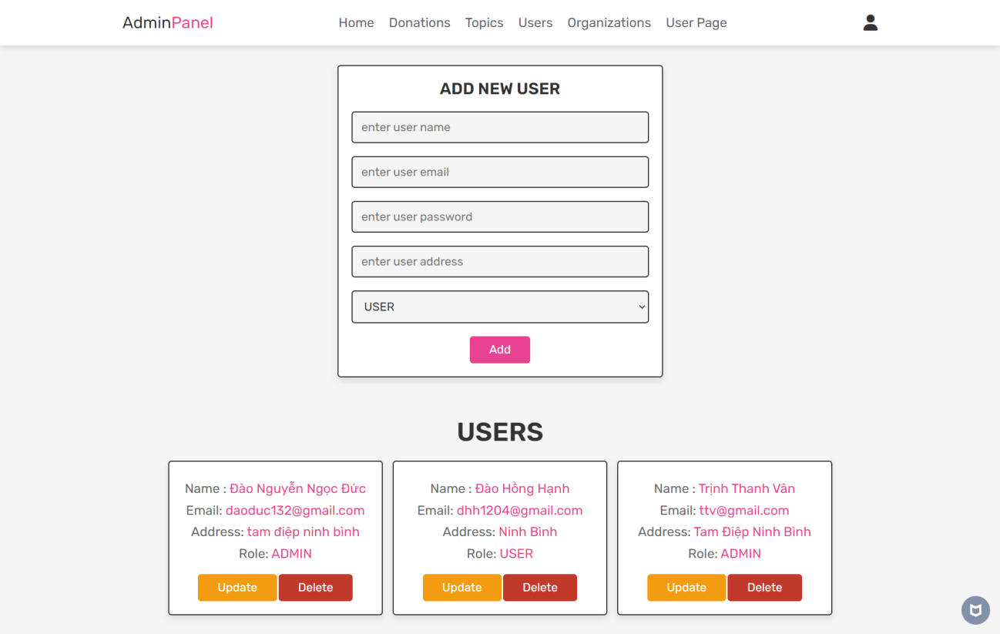 AdminPanel
Home Donations Topics Users Organizations User Page
ADD NEW USER
enter user name
enter user email
enter user password
enter user address
USER
Add
USERS
Name : Đào Nguyễn Ngọc Đức
Email: daoduc132@gmail.com
Address: tam điệp ninh bình
Role: ADMIN
Update Delete
Name : Đào Hồng Hạnh
Email: dhh1204@gmail.com
Address: Ninh Bình
Role: USER
Update Delete
Name : Trịnh Thanh Vân
Email: ttv@gmail.com
Address: Tam Điệp Ninh Bình
Role: ADMIN
Update Delete